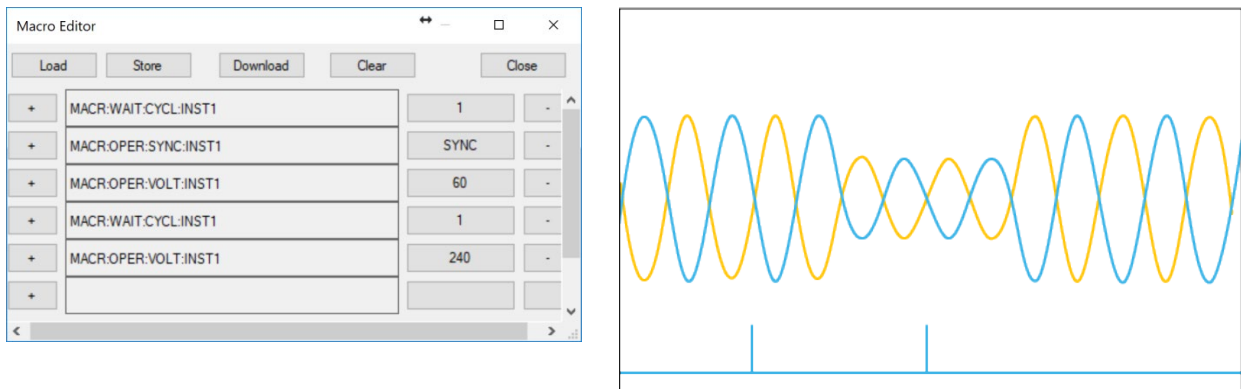 Macro Editor
Load Store Download Clear Close
+ MACR:WAIT:CYCL:INST1 1 -
+ MACR:OPER:SYNC:INST1 SYNC -
+ MACR:OPER:VOLT:INST1 60 -
+ MACR:WAIT:CYCL:INST1 1 -
+ MACR:OPER:VOLT:INST1 240 -
+